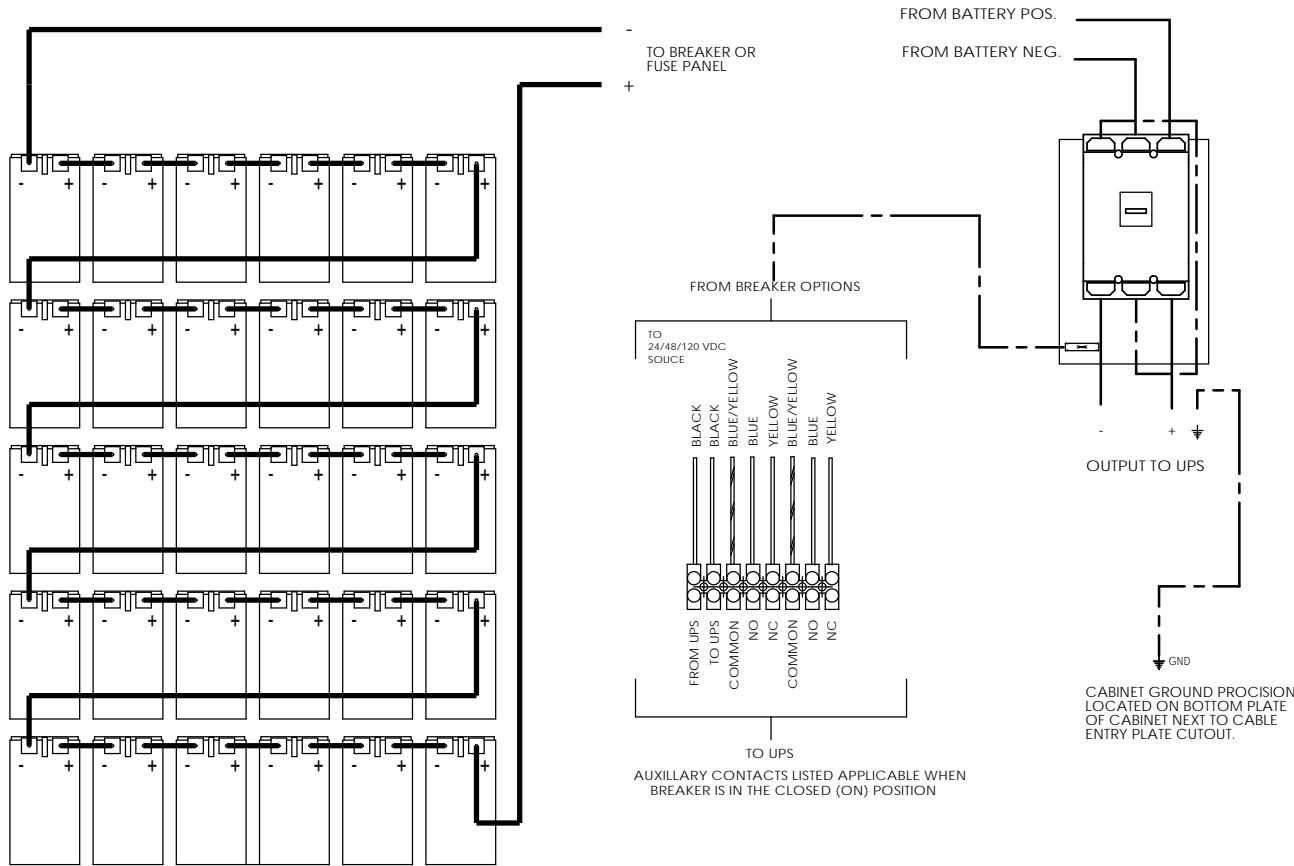 -
TO BREAKER OR
FUSE PANEL
+
FROM BATTERY POS.
FROM BATTERY NEG.
- + - + - + - + - + - +
- + - + - + - + - + - +
- + - + - + - + - + - +
- + - + - + - + - + - +
- + - + - + - + - + - +
FROM BREAKER OPTIONS
TO
24/48/120 VDC
SOUCE
BLACK
BLACK
BLUE/YELLOW
BLUE
YELLOW
BLUE/YELLOW
BLUE
YELLOW
FROM UPS
TO UPS
COMMON
NO
NC
COMMON
NO
NC
TO UPS
AUXILLARY CONTACTS LISTED APPLICABLE WHEN
BREAKER IS IN THE CLOSED (ON) POSITION
- +
OUTPUT TO UPS
GND
CABINET GROUND PROCISION
LOCATED ON BOTTOM PLATE
OF CABINET NEXT TO CABLE
ENTRY PLATE CUTOUT.